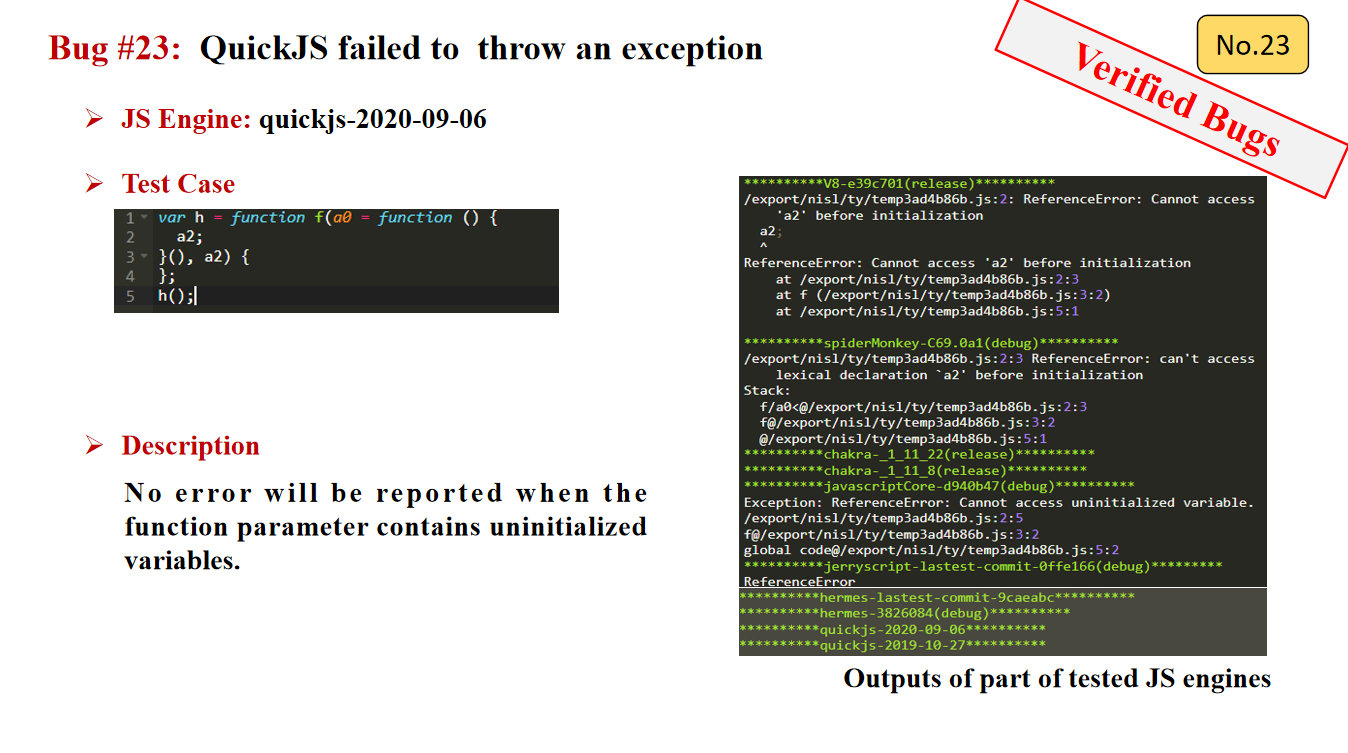 Bug #23: QuickJS failed to throw an exception
No.23
Verified Bugs
JS Engine: quickjs-2020-09-06
Test Case
1 var h = function f(a0 = function () {
2 a2;
3 }(), a2) {
4 };
5 h();
Description
No error will be reported when the
function parameter contains uninitialized
variables.
**********V8-e39c701(release)**********
/export/nisl/ty/temp3ad4b86b.js:2: ReferenceError: Cannot access
'a2' before initialization
a2;
^
ReferenceError: Cannot access 'a2' before initialization
at /export/nisl/ty/temp3ad4b86b.js:2:3
at f (/export/nisl/ty/temp3ad4b86b.js:3:2)
at /export/nisl/ty/temp3ad4b86b.js:5:1
**********spiderMonkey-C69.0a1(debug)**********
/export/nisl/ty/temp3ad4b86b.js:2:3 ReferenceError: can't access
lexical declaration `a2' before initialization
Stack:
f/a0<@/export/nisl/ty/temp3ad4b86b.js:2:3
f@/export/nisl/ty/temp3ad4b86b.js:3:2
@/export/nisl/ty/temp3ad4b86b.js:5:1
**********chakra-_1_11_22(release)**********
**********chakra-_1_11_8(release)**********
**********javascriptCore-d940b47(debug)**********
Exception: ReferenceError: Cannot access uninitialized variable.
/export/nisl/ty/temp3ad4b86b.js:2:5
f@/export/nisl/ty/temp3ad4b86b.js:3:2
global code@/export/nisl/ty/temp3ad4b86b.js:5:2
**********jerryscript-lastest-commit-0ffe166(debug)*********
ReferenceError
**********hermes-lastest-commit-9caeabc**********
**********hermes-3826084(debug)**********
**********quickjs-2020-09-06**********
**********quickjs-2019-10-27**********
Outputs of part of tested JS engines